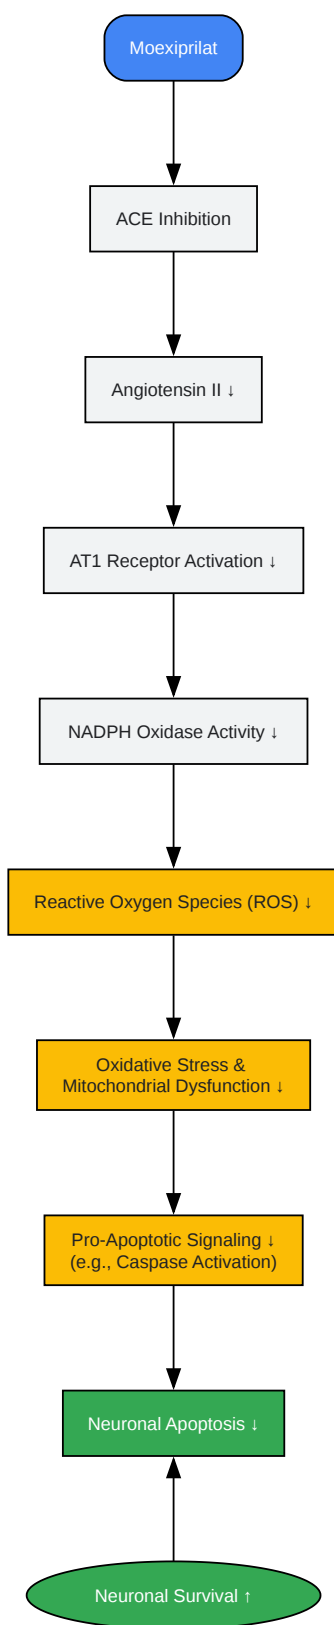 Moexiprilat
ACE Inhibition
Angiotensin II ↓
AT1 Receptor Activation ↓
NADPH Oxidase Activity ↓
Reactive Oxygen Species (ROS) ↓
Oxidative Stress &
Mitochondrial Dysfunction ↓
Pro-Apoptotic Signaling ↓
(e.g., Caspase Activation)
Neuronal Apoptosis ↓
Neuronal Survival ↑